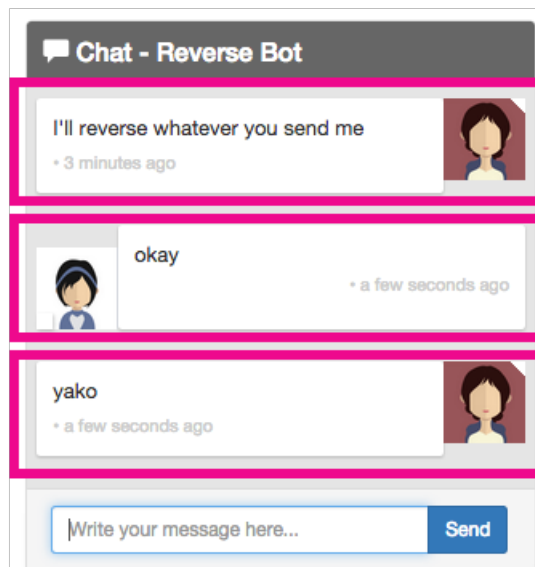 Chat - Reverse Bot
I'll reverse whatever you send me
• 3 minutes ago
okay
• a few seconds ago
yako
• a few seconds ago
Write your message here...
Send